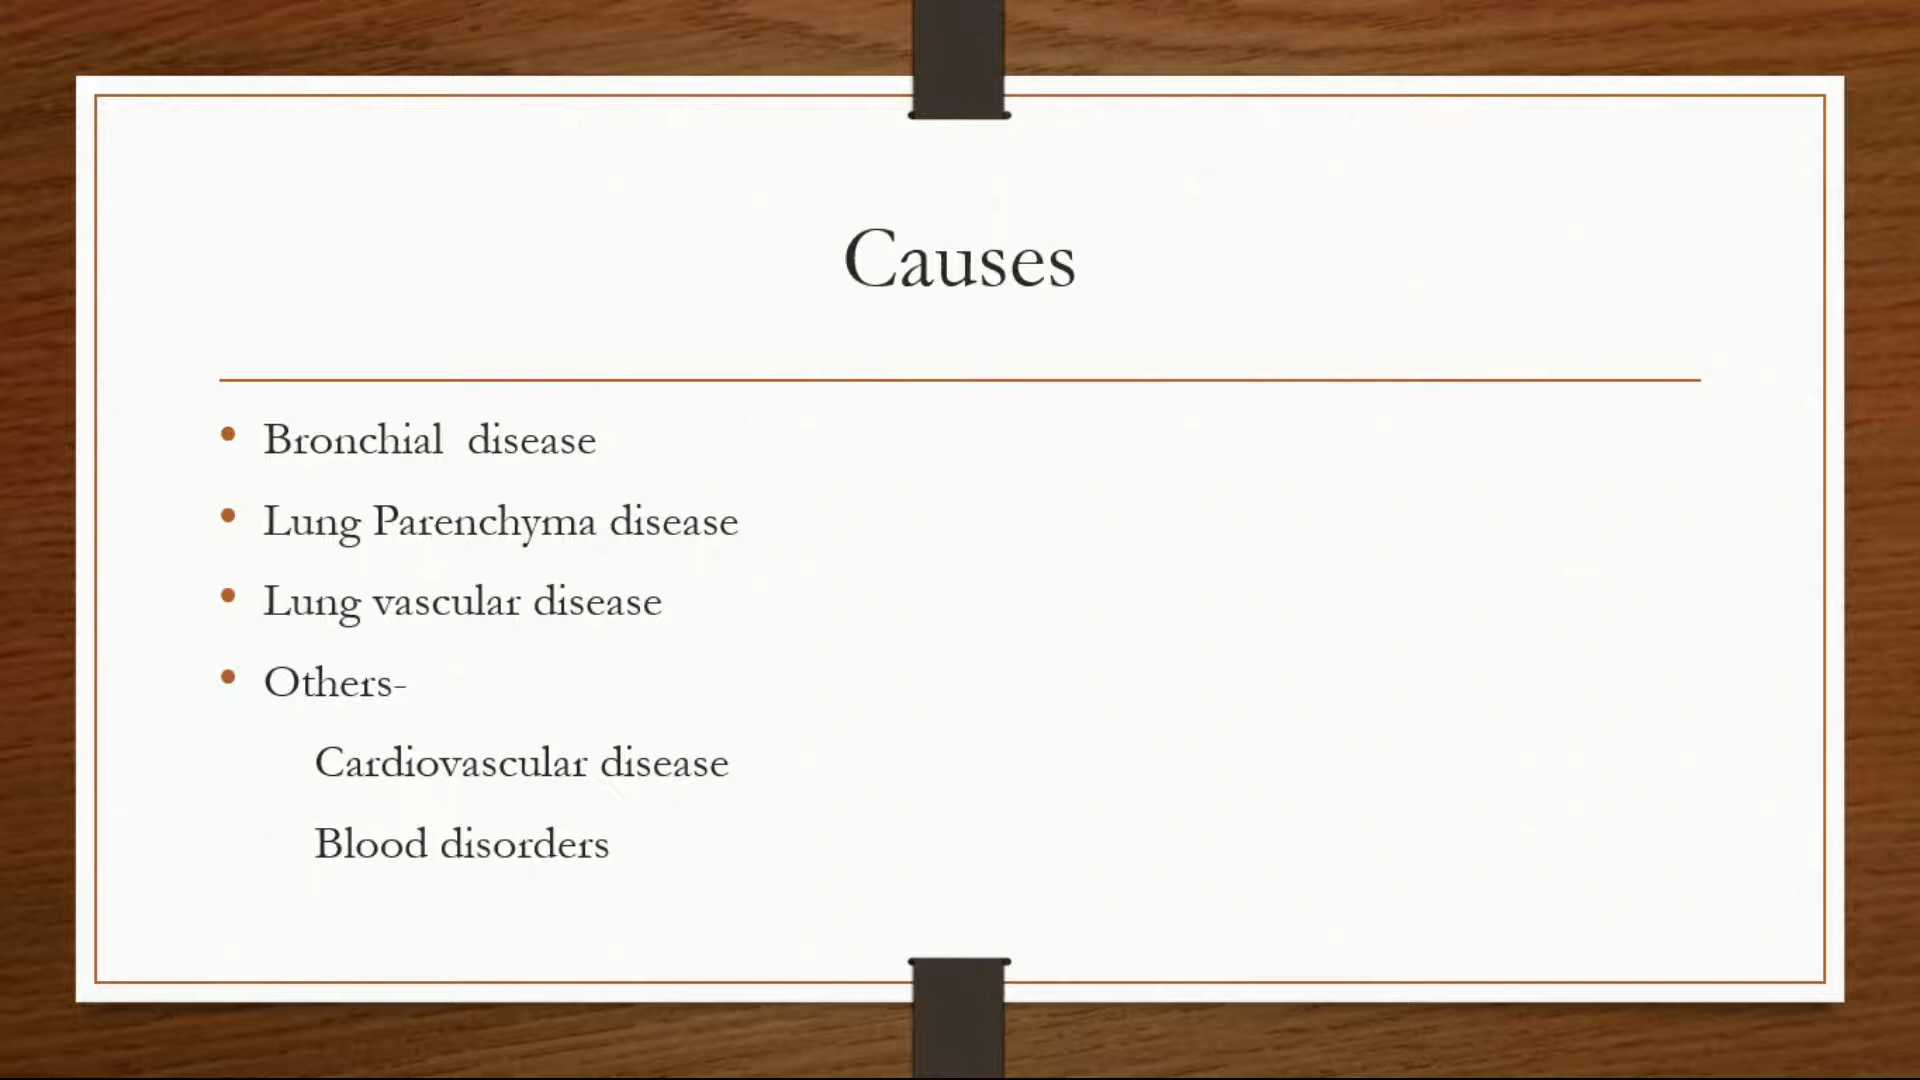 Causes
• Bronchial  disease
• Lung Parenchyma disease
• Lung vascular disease
• Others-
Cardiovascular disease
Blood disorders